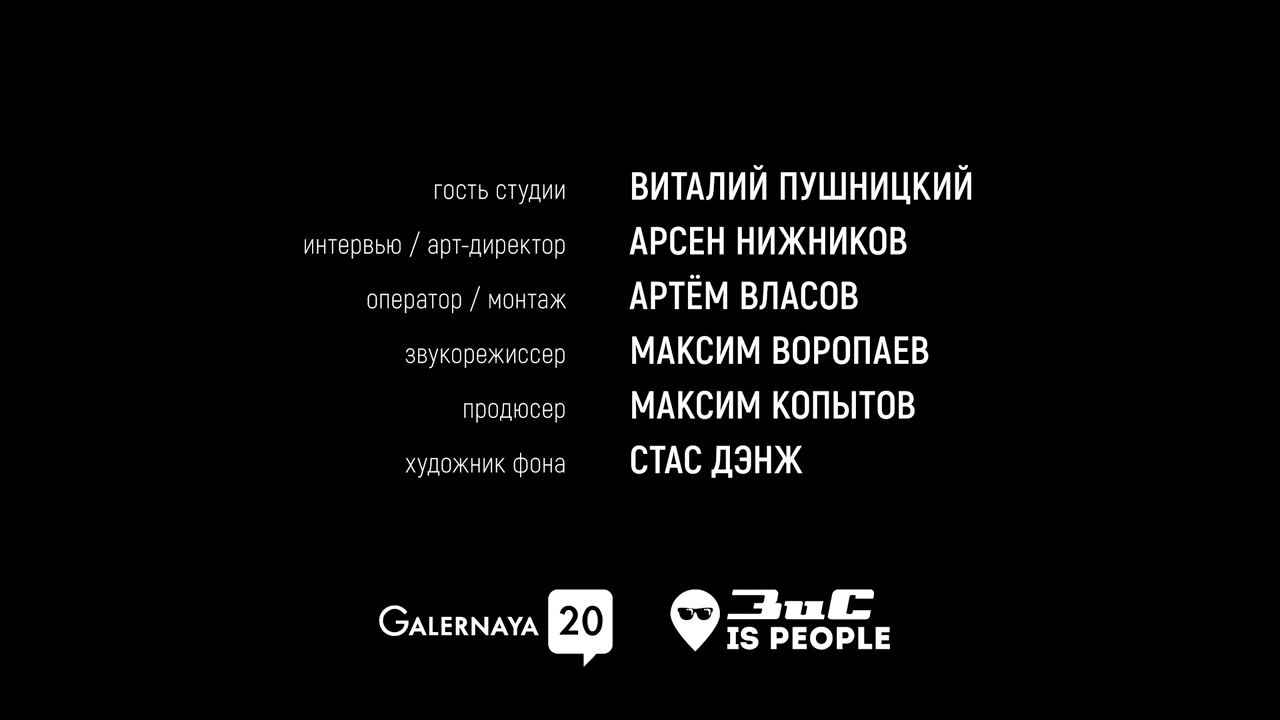 гость студии ВИТАЛИЙ ПУШНИЦКИЙ
интервью / арт-директор АРСЕН НИЖНИКОВ
оператор / монтаж АРТЁМ ВЛАСОВ
звукорежиссер МАКСИМ ВОРОПАЕВ
продюсер МАКСИМ КОПЫТОВ
художник фона СТАС ДЭНЖ
GALERNAYA 20
ЗиС
IS PEOPLE